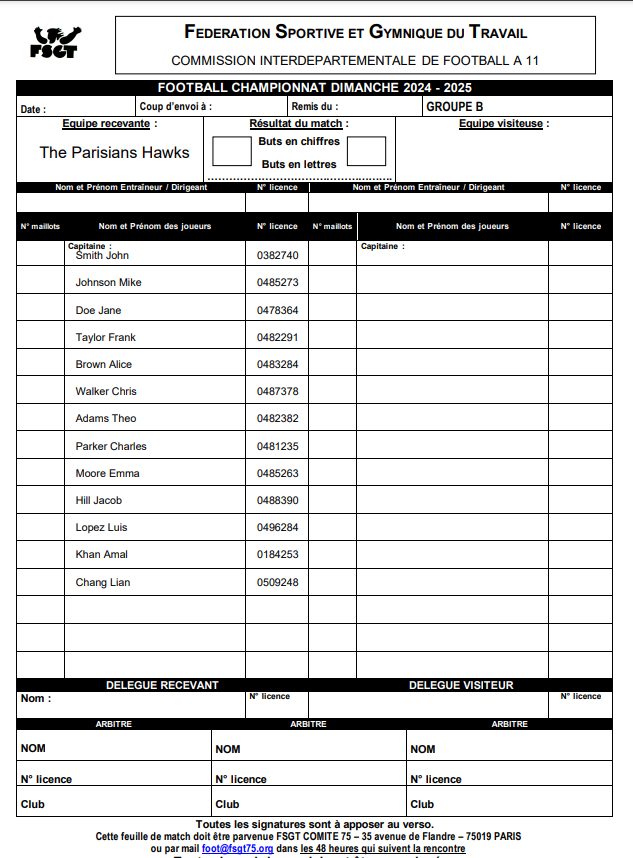 FSGT
FEDERATION SPORTIVE ET GYMNIQUE DU TRAVAIL
COMMISSION INTERDEPARTEMENTALE DE FOOTBALL A 11
FOOTBALL CHAMPIONNAT DIMANCHE 2024 - 2025
Date : Coup d'envoi à : Remis du : GROUPE B
Equipe recevante : Résultat du match : Equipe visiteuse :
The Parisians Hawks
Buts en chiffres
Buts en lettres
Nom et Prénom Entraîneur / Dirigeant N° licence Nom et Prénom Entraîneur / Dirigeant N° licence
N° maillots Nom et Prénom des joueurs N° licence N° maillots Nom et Prénom des joueurs N° licence
Capitaine : Capitaine :
Smith John 0382740
Johnson Mike 0485273
Doe Jane 0478364
Taylor Frank 0482291
Brown Alice 0483284
Walker Chris 0487378
Adams Theo 0482382
Parker Charles 0481235
Moore Emma 0485263
Hill Jacob 0488390
Lopez Luis 0496284
Khan Amal 0184253
Chang Lian 0509248
DELEGUE RECEVANT DELEGUE VISITEUR
Nom : N° licence N° licence
ARBITRE ARBITRE ARBITRE
NOM NOM NOM
N° licence N° licence N° licence
Club Club Club
Toutes les signatures sont à apposer au verso.
Cette feuille de match doit être parvenue FSGT COMITE 75 – 35 avenue de Flandre – 75019 PARIS
ou par mail foot@fsgt75.org dans les 48 heures qui suivent la rencontre